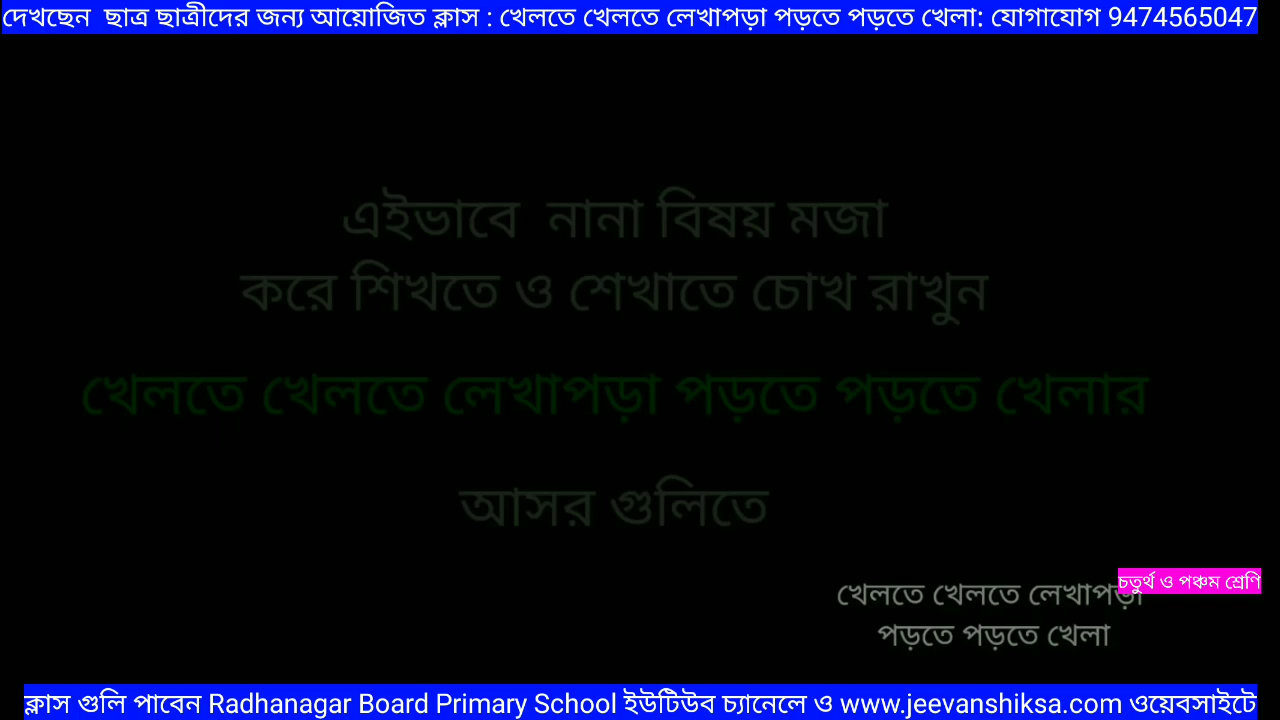 দেখছেন ছাত্র ছাত্রীদের জন্য আয়োজিত ক্লাস : খেলতে খেলতে লেখাপড়া পড়তে পড়তে খেলা: যোগাযোগ 9474565047
এইভাবে নানা বিষয় মজা
করে শিখতে ও শেখাতে চোখ রাখুন
খেলতে খেলতে লেখাপড়া পড়তে পড়তে খেলার
আসর গুলিতে
চতুর্থ ও পঞ্চম শ্রেণি
খেলতে খেলতে লেখাপড়া
পড়তে পড়তে খেলা
ক্লাস গুলি পাবেন Radhanagar Board Primary School ইউটিউব চ্যানেলে ও www.jeevanshiksa.com ওয়েবসাইটে